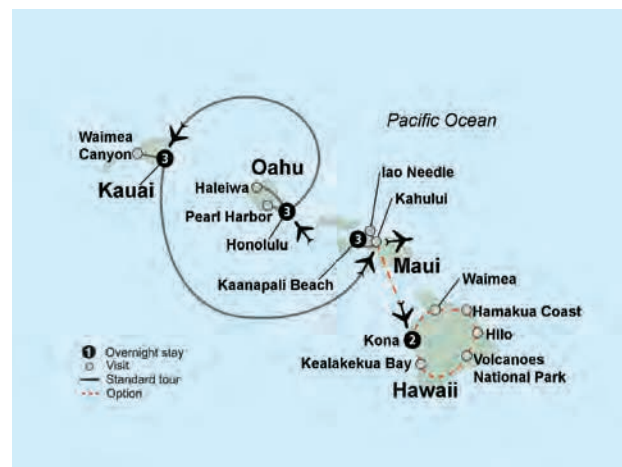 Pacific Ocean
Waimea
Canyon
3
Kauai
Oahu
Haleiwa
Pearl Harbor
3
Honolulu
Iao Needle
Kahului
3
Maui
Kaanapali Beach
Waimea
Hamakua Coast
Kona
2
Hilo
Kealakekua Bay
Volcanoes
National Park
Hawaii
1
Overnight stay
Visit
Standard tour
Option